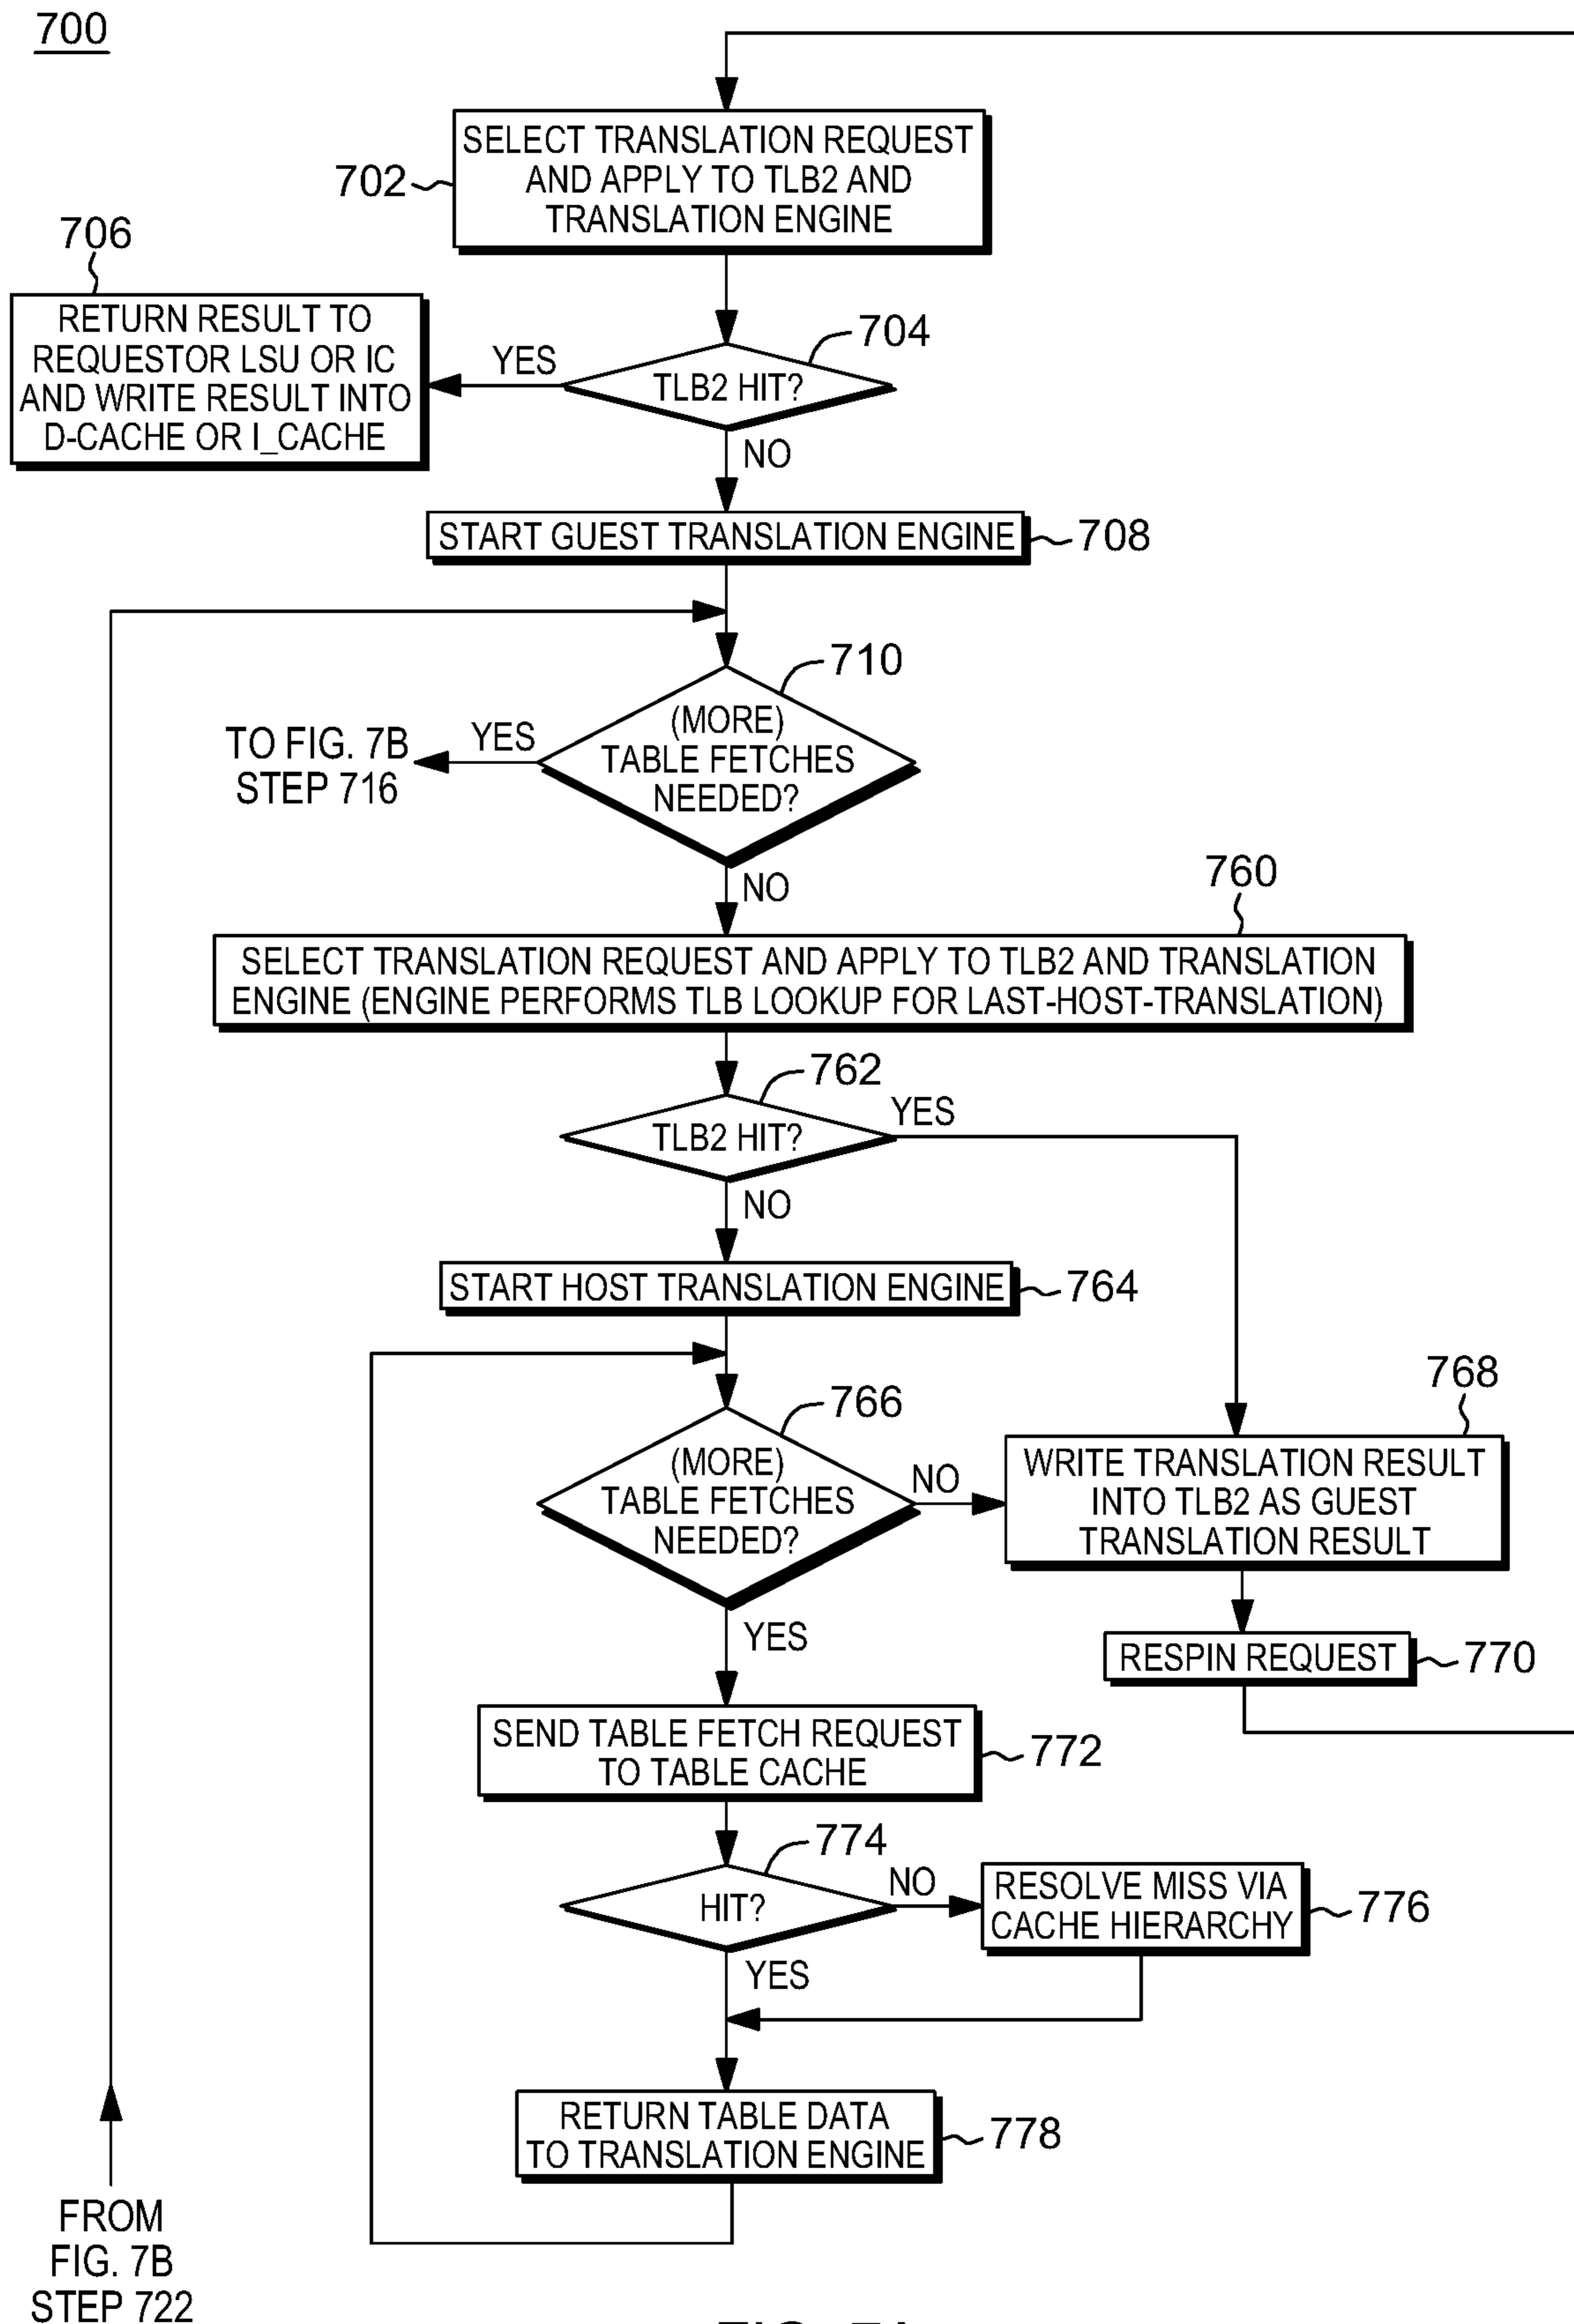 700
SELECT TRANSLATION REQUEST
AND APPLY TO TLB2 AND
TRANSLATION ENGINE
702
706
RETURN RESULT TO
REQUESTOR LSU OR IC
AND WRITE RESULT INTO
D-CACHE OR I_CACHE
YES
704
TLB2 HIT?
NO
START GUEST TRANSLATION ENGINE
708
710
(MORE)
TABLE FETCHES
NEEDED?
YES
TO FIG. 7B
STEP 716
NO
760
SELECT TRANSLATION REQUEST AND APPLY TO TLB2 AND TRANSLATION
ENGINE (ENGINE PERFORMS TLB LOOKUP FOR LAST-HOST-TRANSLATION)
762
YES
TLB2 HIT?
NO
START HOST TRANSLATION ENGINE
764
766
(MORE)
TABLE FETCHES
NEEDED?
NO
768
WRITE TRANSLATION RESULT
INTO TLB2 AS GUEST
TRANSLATION RESULT
YES
RESPIN REQUEST
770
SEND TABLE FETCH REQUEST
TO TABLE CACHE
772
774
HIT?
NO
RESOLVE MISS VIA
CACHE HIERARCHY
776
YES
RETURN TABLE DATA
TO TRANSLATION ENGINE
778
FROM
FIG. 7B
STEP 722